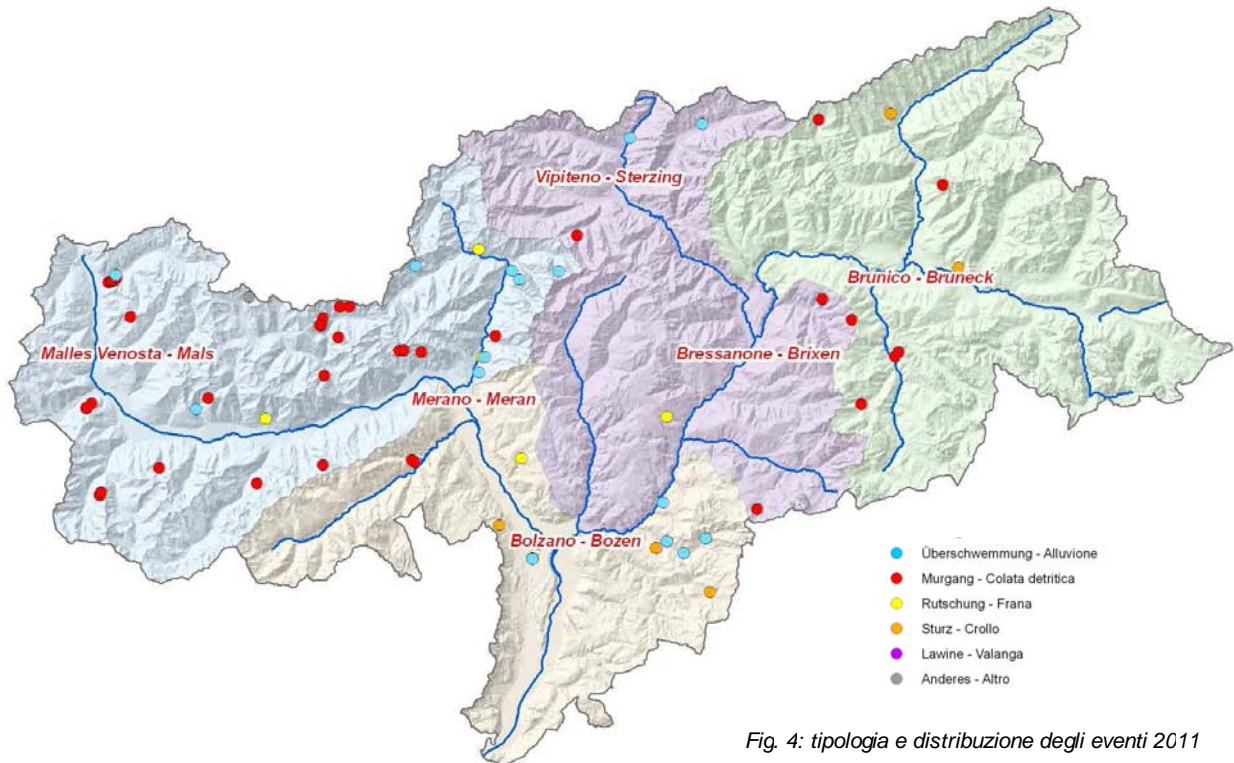 Vipiteno - Sterzing
Brunico - Bruneck
Malles Venosta - Mals
Bressanone - Brixen
Merano - Meran
Bolzano - Bozen
Überschwemmung - Alluvione
Murgang - Colata detritica
Rutschung - Frana
Sturz - Crollo
Lawine - Valanga
Anderes - Altro
Fig. 4: tipologia e distribuzione degli eventi 2011